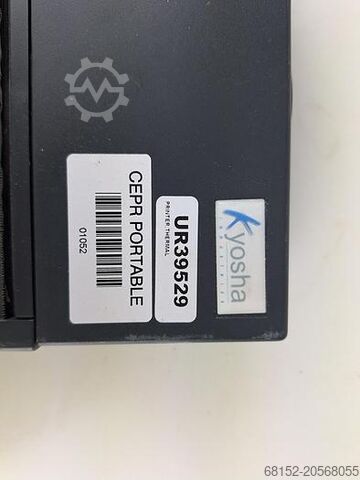 CEPR PORTABLE
01052
UR39529
PRINTER THERMAL
Kyosha
68152-20568055